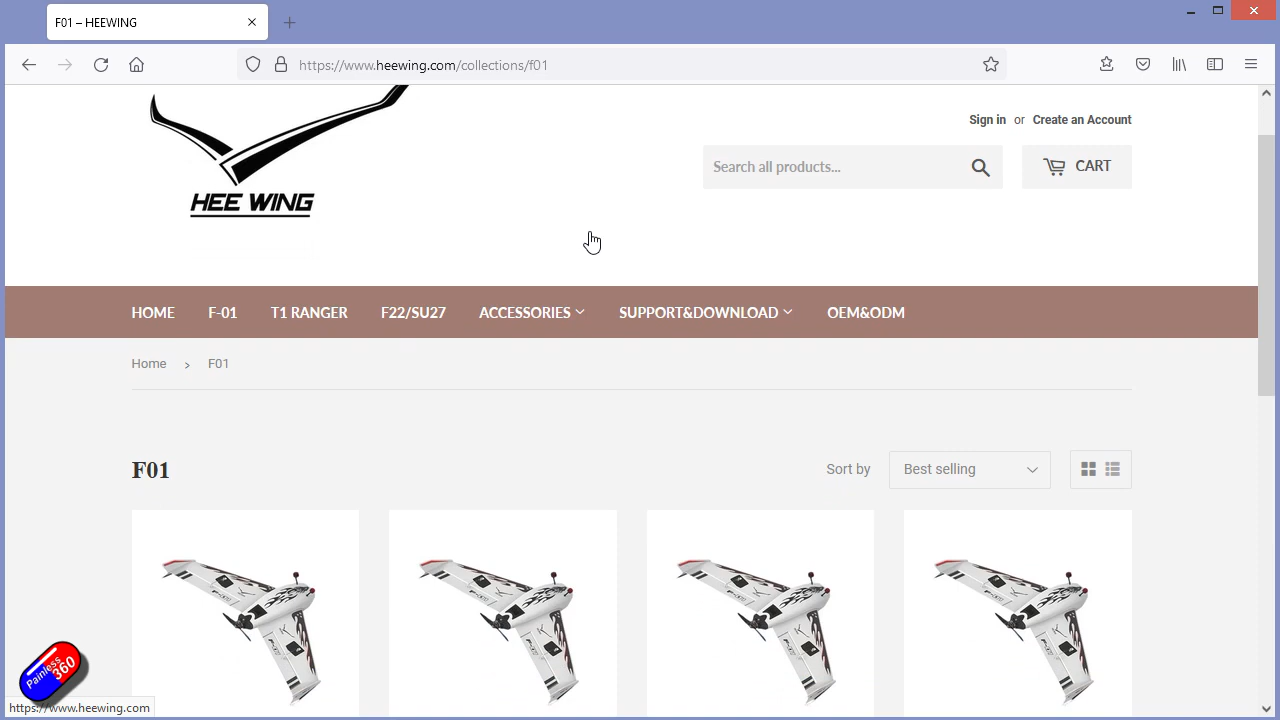 F01 – HEEWING
https://www.heewing.com/collections/f01
Sign in or Create an Account
Search all products...
CART
HEE WING
HOME F-01 T1 RANGER F22/SU27 ACCESSORIES SUPPORT&DOWNLOAD OEM&ODM
Home > F01
F01
Sort by Best selling
Painless 360
https://www.heewing.com